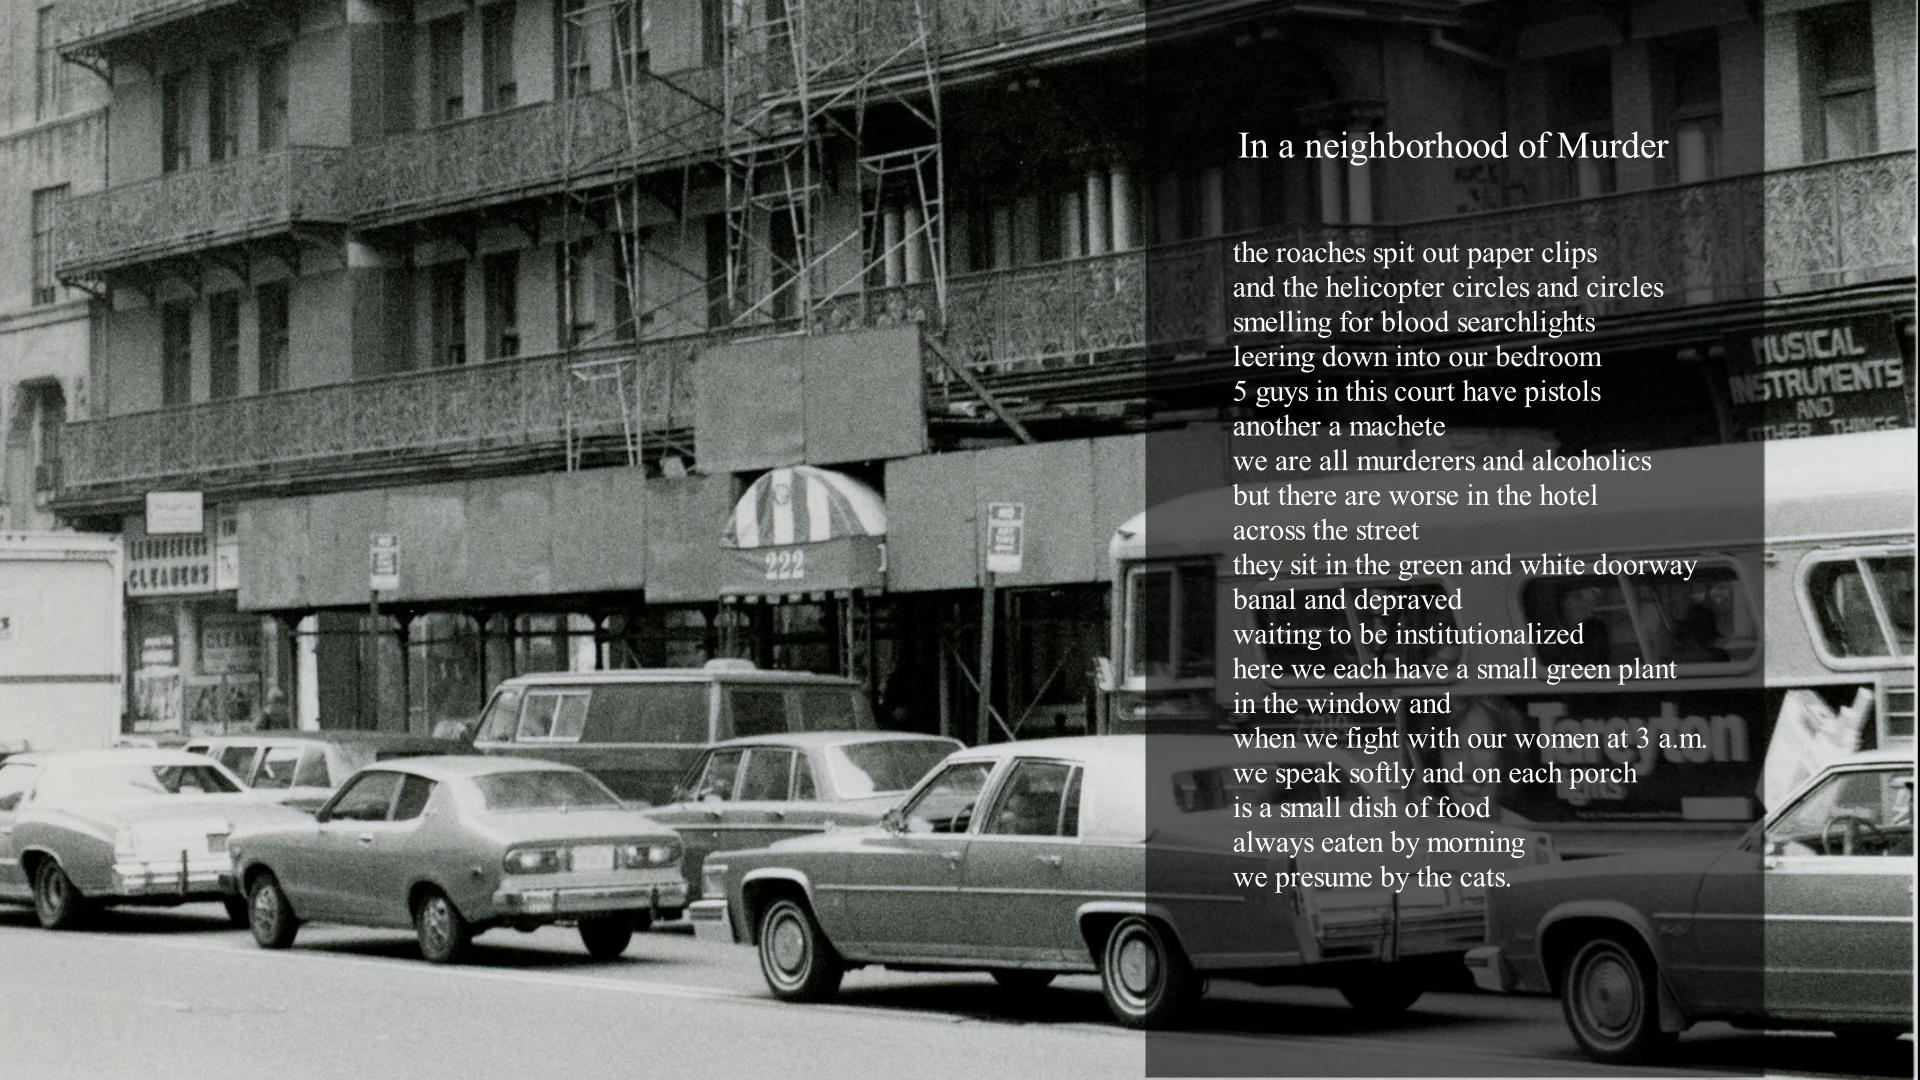 In a neighborhood of Murder
the roaches spit out paper clips
and the helicopter circles and circles
smelling for blood searchlights
leering down into our bedroom
5 guys in this court have pistols
another a machete
we are all murderers and alcoholics
but there are worse in the hotel
across the street
they sit in the green and white doorway
banal and depraved
waiting to be institutionalized
here we each have a small green plant
in the window and
when we fight with our women at 3 a.m.
we speak softly and on each porch
is a small dish of food
always eaten by morning
we presume by the cats.
MUSICAL
INSTRUMENTS
AND
OTHER THINGS
CLEANERS
222
Tareyton
lights